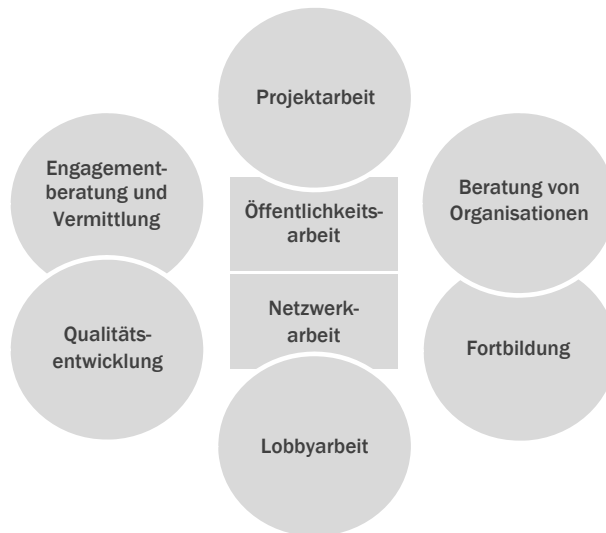 Projektarbeit
Engagement-
beratung und
Vermittlung
Öffentlichkeits-
arbeit
Beratung von
Organisationen
Qualitäts-
entwicklung
Netzwerk-
arbeit
Fortbildung
Lobbyarbeit